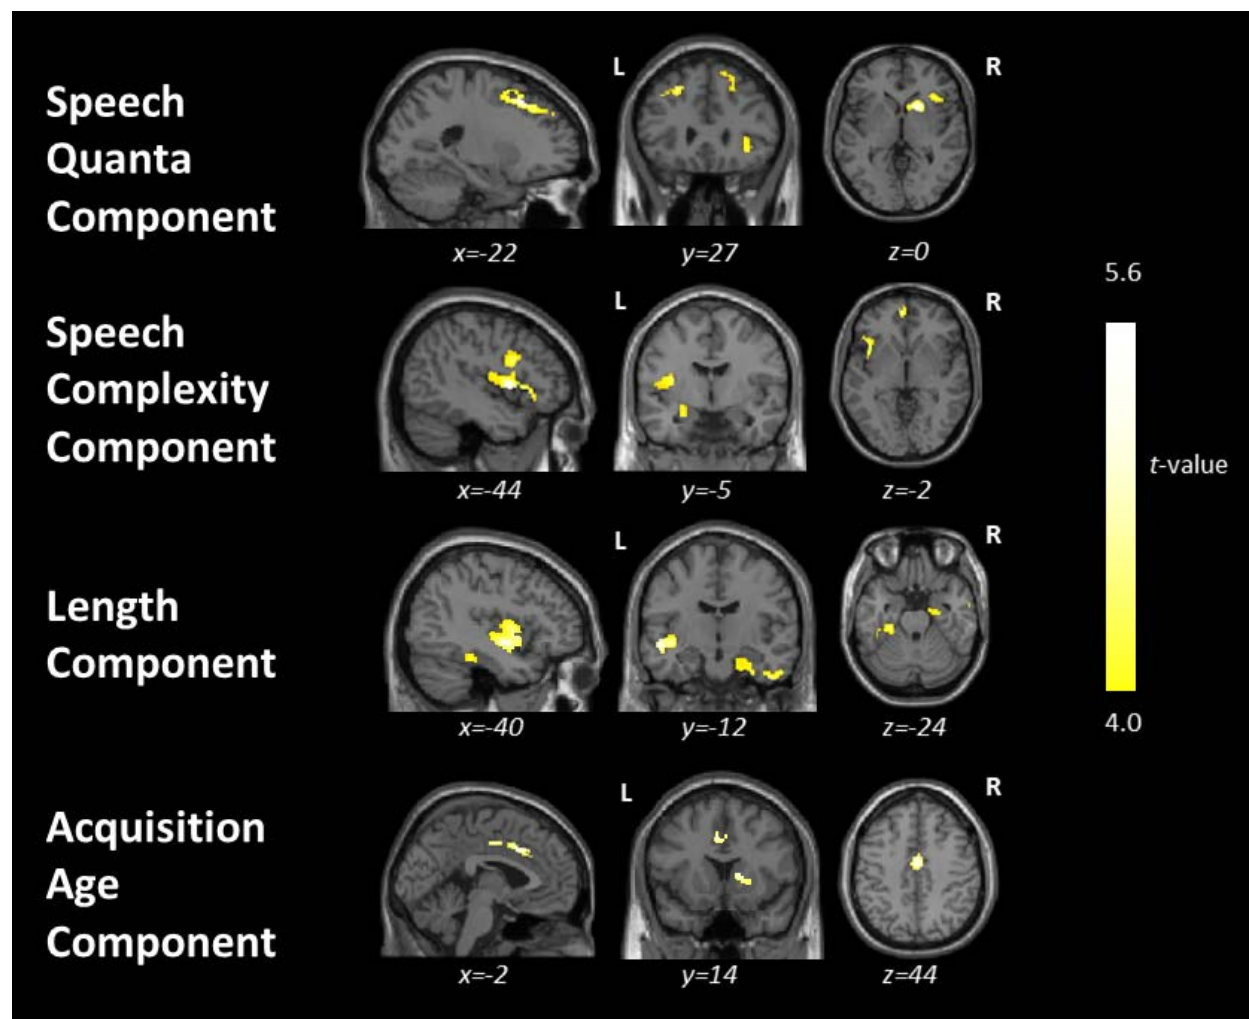 Speech
Quanta
Component
L
R
x=-22
y=27
z=0
Speech
Complexity
Component
L
R
x=-44
y=-5
z=-2
Length
Component
L
R
x=-40
y=-12
z=-24
Acquisition
Age
Component
L
R
x=-2
y=14
z=44
5.6
t-value
4.0